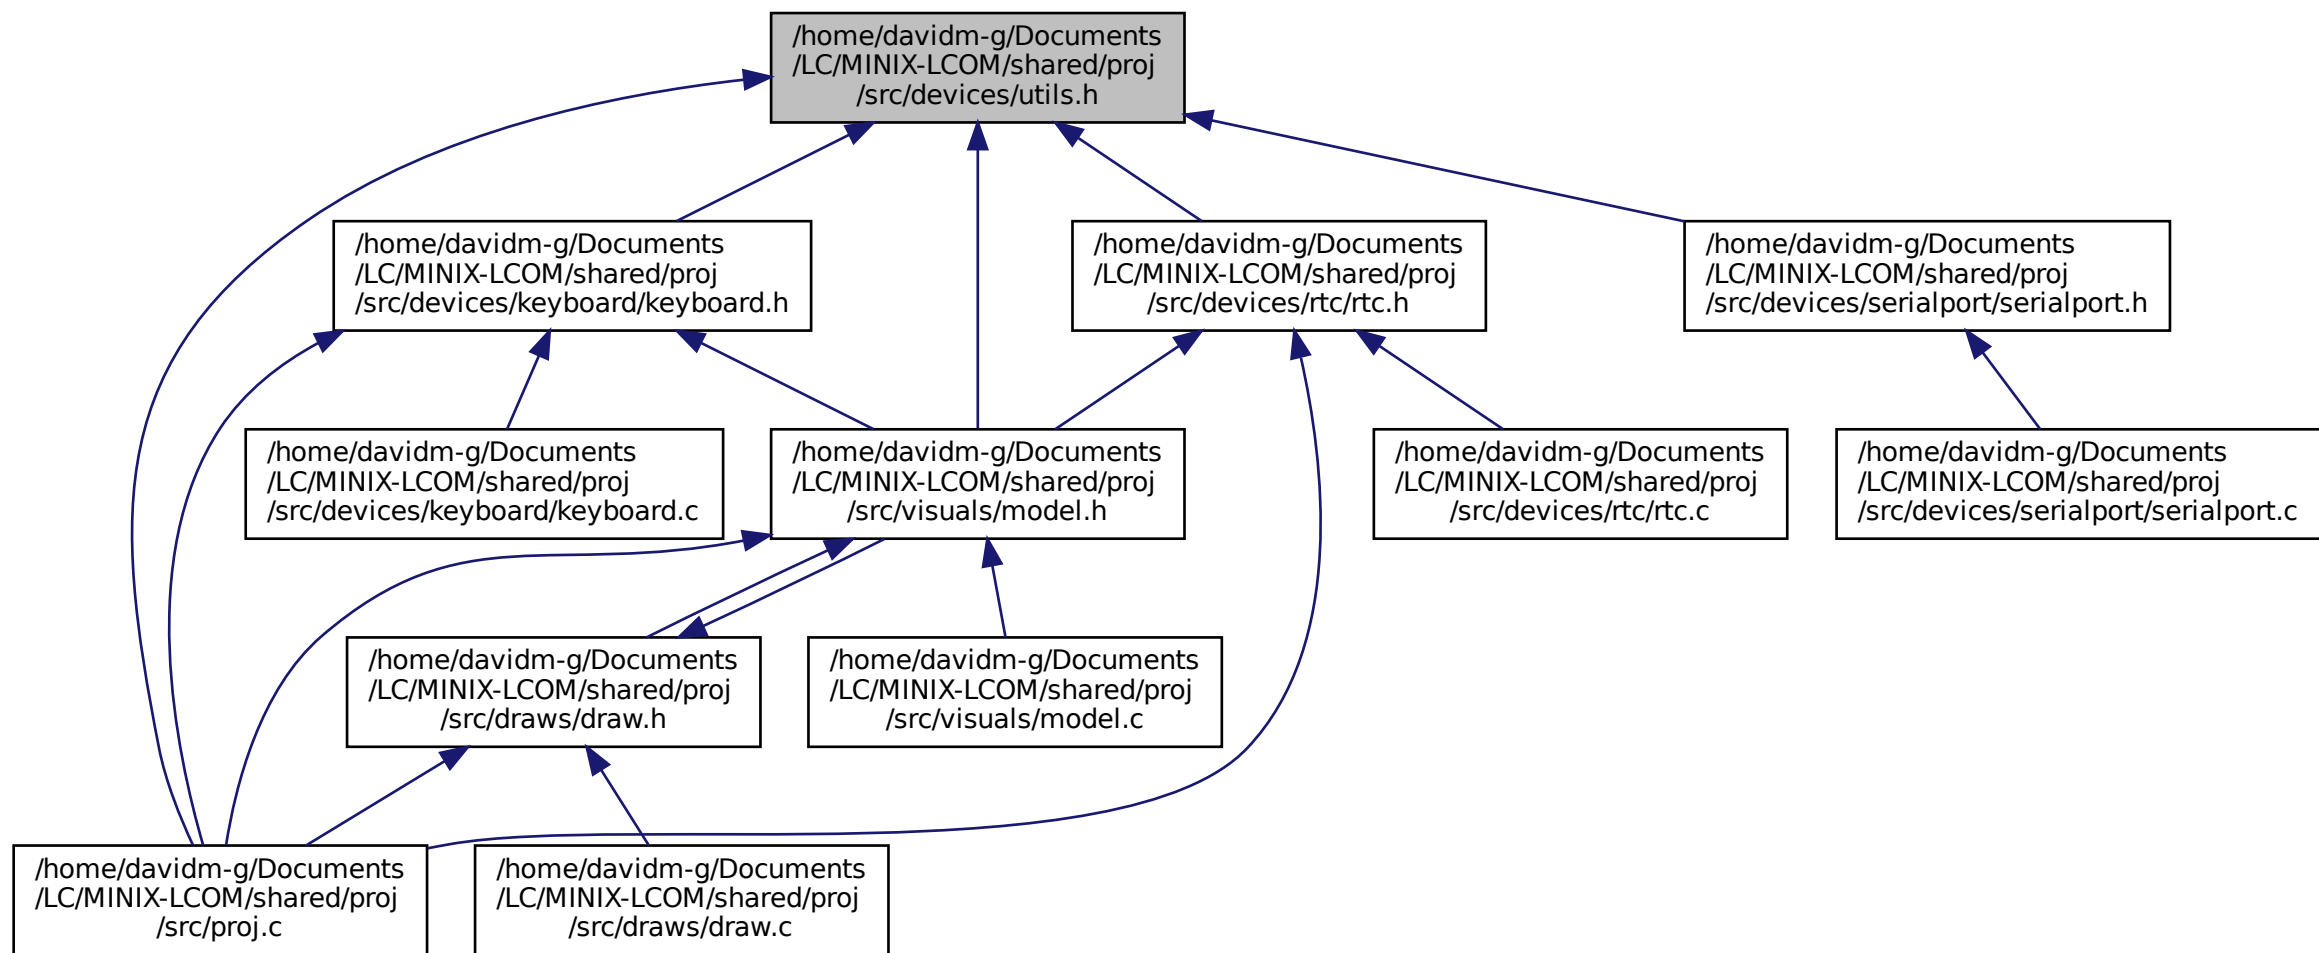 /home/davidm-g/Documents
/LC/MINIX-LCOM/shared/proj
/src/devices/utils.h
/home/davidm-g/Documents
/LC/MINIX-LCOM/shared/proj
/src/devices/keyboard/keyboard.h
/home/davidm-g/Documents
/LC/MINIX-LCOM/shared/proj
/src/devices/rtc/rtc.h
/home/davidm-g/Documents
/LC/MINIX-LCOM/shared/proj
/src/devices/serialport/serialport.h
/home/davidm-g/Documents
/LC/MINIX-LCOM/shared/proj
/src/devices/keyboard/keyboard.c
/home/davidm-g/Documents
/LC/MINIX-LCOM/shared/proj
/src/visuals/model.h
/home/davidm-g/Documents
/LC/MINIX-LCOM/shared/proj
/src/devices/rtc/rtc.c
/home/davidm-g/Documents
/LC/MINIX-LCOM/shared/proj
/src/devices/serialport/serialport.c
/home/davidm-g/Documents
/LC/MINIX-LCOM/shared/proj
/src/draws/draw.h
/home/davidm-g/Documents
/LC/MINIX-LCOM/shared/proj
/src/visuals/model.c
/home/davidm-g/Documents
/LC/MINIX-LCOM/shared/proj
/src/proj.c
/home/davidm-g/Documents
/LC/MINIX-LCOM/shared/proj
/src/draws/draw.c